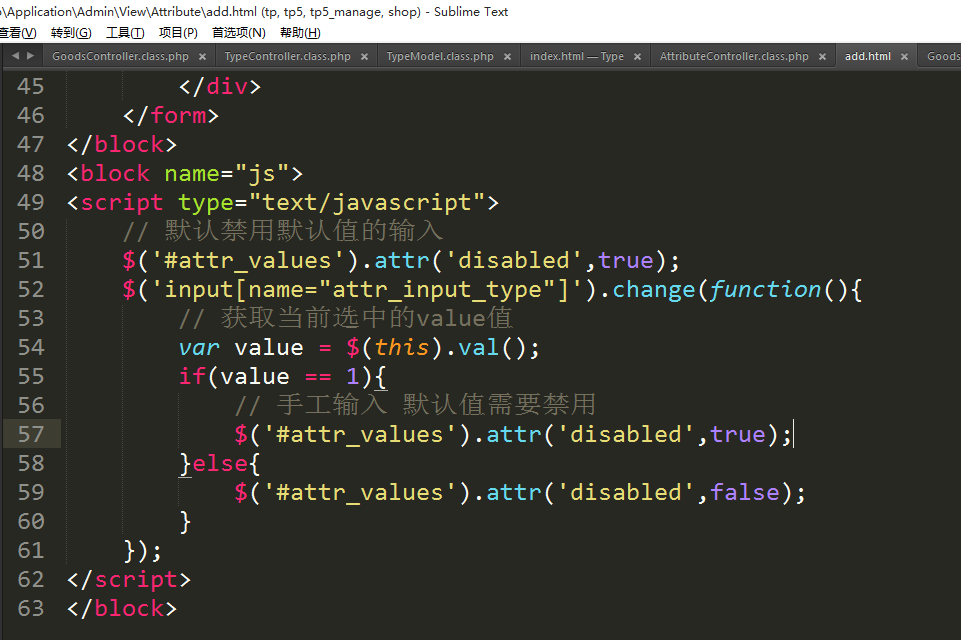 \Application\Admin\View\Attribute\add.html (tp, tp5, tp5_manage, shop) - Sublime Text
查看(V) 转到(G) 工具(T) 项目(P) 首选项(N) 帮助(H)
GoodsController.class.php × TypeController.class.php × TypeModel.class.php × index.html — Type × AttributeController.class.php × add.html × Goods
45 </div>
46 </form>
47 </block>
48 <block name="js">
49 <script type="text/javascript">
50 // 默认禁用默认值的输入
51 $('#attr_values').attr('disabled',true);
52 $('input[name="attr_input_type"]').change(function(){
53 // 获取当前选中的value值
54 var value = $(this).val();
55 if(value == 1){
56 // 手工输入 默认值需要禁用
57 $('#attr_values').attr('disabled',true);
58 }else{
59 $('#attr_values').attr('disabled',false);
60 }
61 });
62 </script>
63 </block>